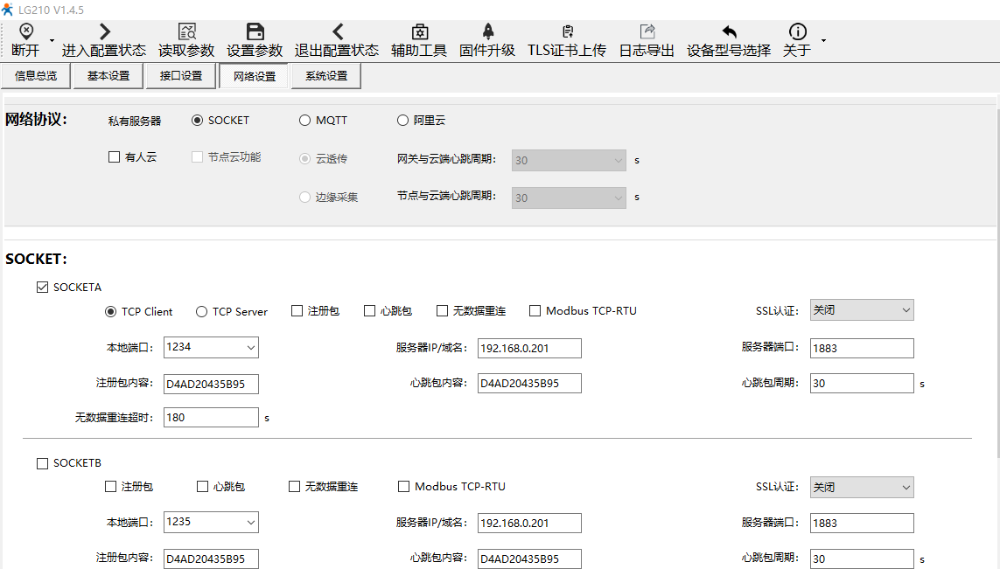 LG210 V1.4.5
断开 进入配置状态 读取参数 设置参数 退出配置状态 辅助工具 固件升级 TLS证书上传 日志导出 设备型号选择 关于
信息总览 基本设置 接口设置 网络设置 系统设置
网络协议： 私有服务器 SOCKET MQTT 阿里云
有人云 节点云功能 云透传 网关与云端心跳周期： 30 s
边缘采集 节点与云端心跳周期： 30 s
SOCKET：
SOCKETA
TCP Client TCP Server 注册包 心跳包 无数据重连 Modbus TCP-RTU SSL认证： 关闭
本地端口： 1234 服务器IP/域名： 192.168.0.201 服务器端口： 1883
注册包内容： D4AD20435B95 心跳包内容： D4AD20435B95 心跳包周期： 30 s
无数据重连超时： 180 s
SOCKETB
注册包 心跳包 无数据重连 Modbus TCP-RTU SSL认证： 关闭
本地端口： 1235 服务器IP/域名： 192.168.0.201 服务器端口： 1883
注册包内容： D4AD20435B95 心跳包内容： D4AD20435B95 心跳包周期： 30 s